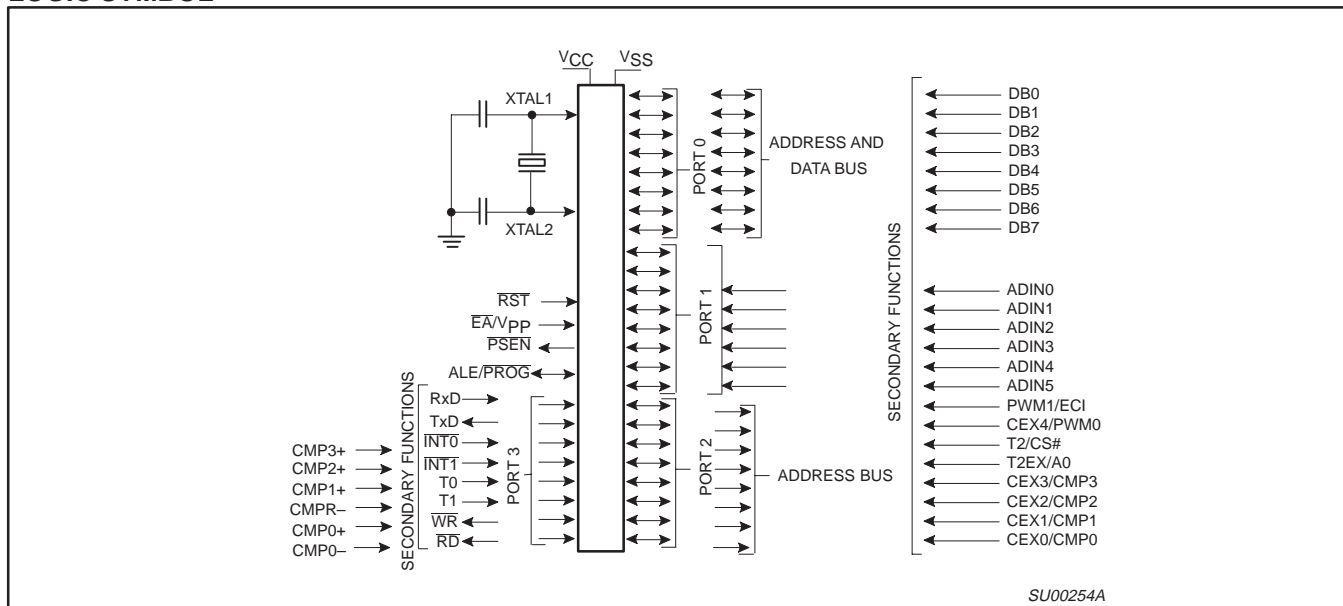 VCC VSS
XTAL1
XTAL2
RST
EA/VPP
PSEN
ALE/PROG
SECONDARY FUNCTIONS
RxD
TxD
INT0
INT1
T0
T1
WR
RD
CMP3+
CMP2+
CMP1+
CMPR–
CMP0+
CMP0–
PORT 3
PORT 0
ADDRESS AND
DATA BUS
PORT 1
PORT 2
ADDRESS BUS
SECONDARY FUNCTIONS
DB0
DB1
DB2
DB3
DB4
DB5
DB6
DB7
ADIN0
ADIN1
ADIN2
ADIN3
ADIN4
ADIN5
PWM1/ECI
CEX4/PWM0
T2/CS#
T2EX/A0
CEX3/CMP3
CEX2/CMP2
CEX1/CMP1
CEX0/CMP0
SU00254A